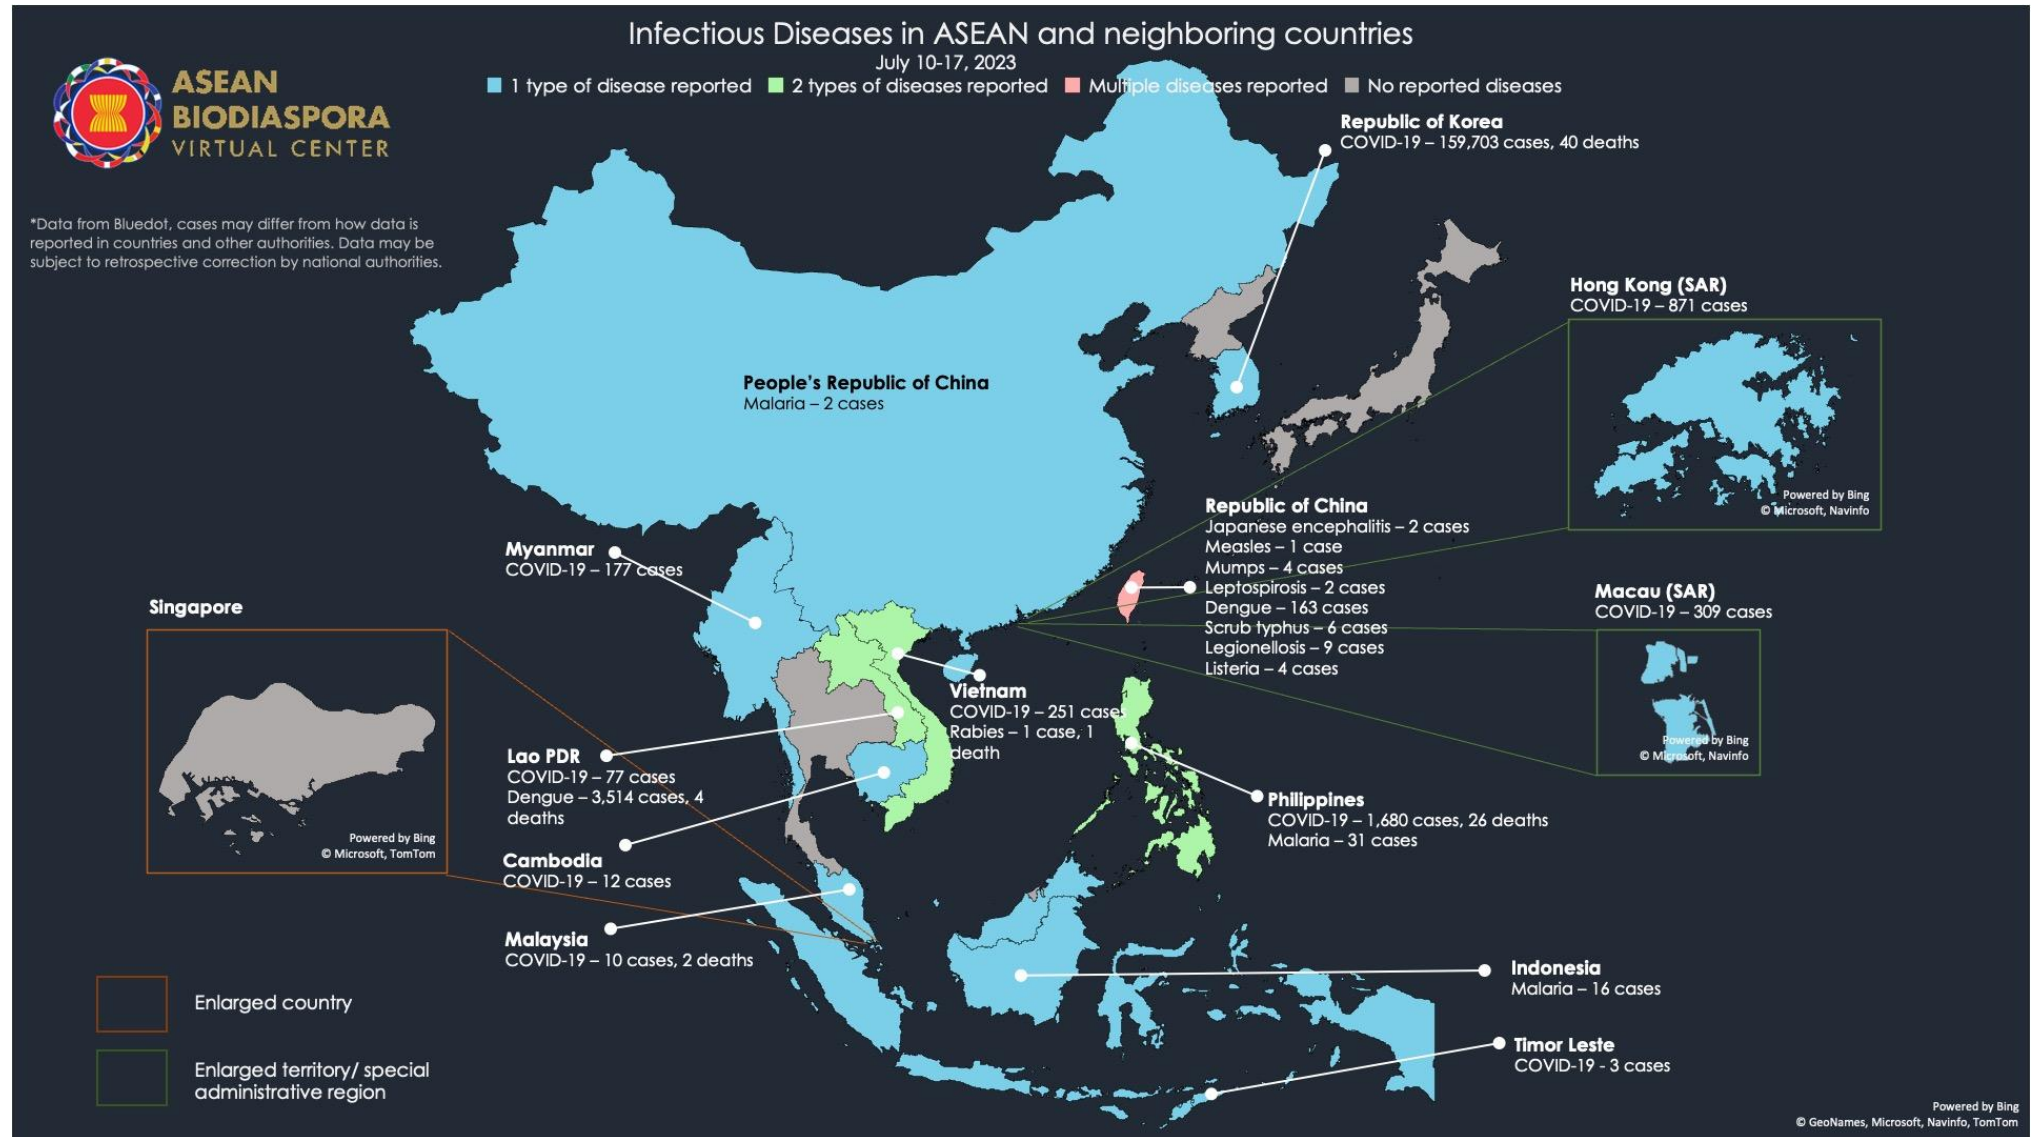 Infectious Diseases in ASEAN and neighboring countries
July 10-17, 2023
1 type of disease reported
2 types of diseases reported
Multiple diseases reported
No reported diseases
ASEAN
BIODIASPORA
VIRTUAL CENTER
*Data from Bluedot, cases may differ from how data is
reported in countries and other authorities. Data may be
subject to retrospective correction by national authorities.
Republic of Korea
COVID-19 – 159,703 cases, 40 deaths
Hong Kong (SAR)
COVID-19 – 871 cases
Powered by Bing
© Microsoft, Navinfo
People's Republic of China
Malaria – 2 cases
Republic of China
Japanese encephalitis – 2 cases
Measles – 1 case
Mumps – 4 cases
Leptospirosis – 2 cases
Dengue – 163 cases
Scrub typhus – 6 cases
Legionellosis – 9 cases
Listeria – 4 cases
Myanmar
COVID-19 – 177 cases
Macau (SAR)
COVID-19 – 309 cases
Powered by Bing
© Microsoft, Navinfo
Singapore
Powered by Bing
© Microsoft, TomTom
Vietnam
COVID-19 – 251 cases
Rabies – 1 case, 1
death
Lao PDR
COVID-19 – 77 cases
Dengue – 3,514 cases, 4
deaths
Philippines
COVID-19 – 1,680 cases, 26 deaths
Malaria – 31 cases
Cambodia
COVID-19 – 12 cases
Malaysia
COVID-19 – 10 cases, 2 deaths
Indonesia
Malaria – 16 cases
Timor Leste
COVID-19 - 3 cases
Enlarged country
Enlarged territory/ special
administrative region
Powered by Bing
© GeoNames, Microsoft, Navinfo, TomTom